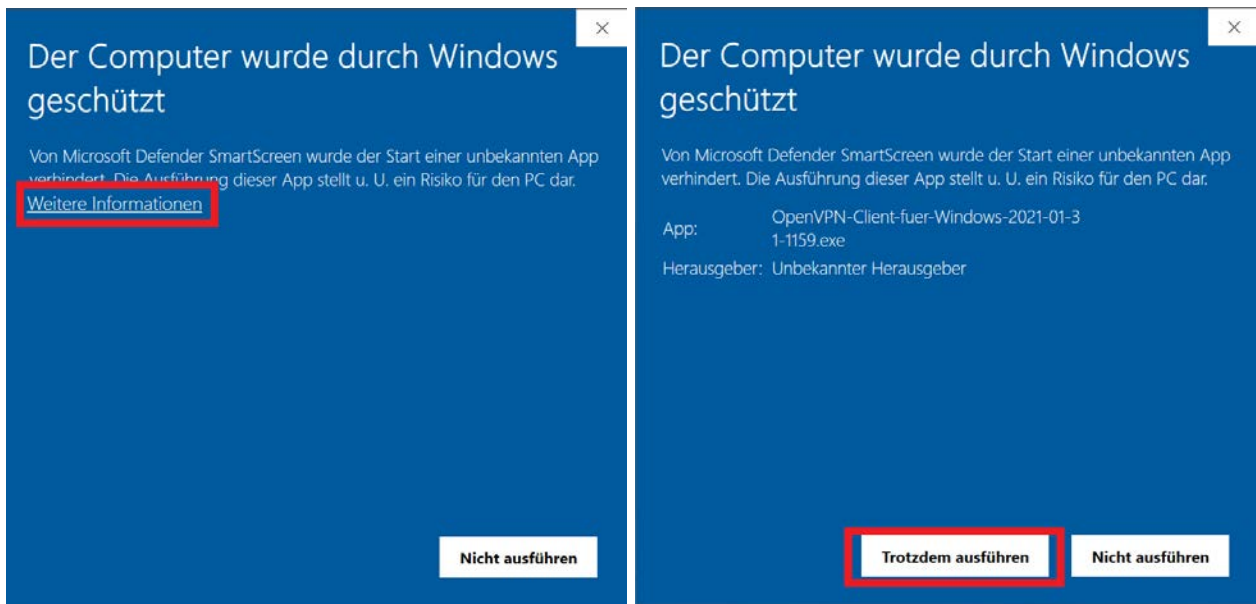 Der Computer wurde durch Windows
geschützt
Von Microsoft Defender SmartScreen wurde der Start einer unbekannten App
verhindert. Die Ausführung dieser App stellt u. U. ein Risiko für den PC dar.
Weitere Informationen
Nicht ausführen
Der Computer wurde durch Windows
geschützt
Von Microsoft Defender SmartScreen wurde der Start einer unbekannten App
verhindert. Die Ausführung dieser App stellt u. U. ein Risiko für den PC dar.
App: OpenVPN-Client-fuer-Windows-2021-01-3
1-1159.exe
Herausgeber: Unbekannter Herausgeber
Trotzdem ausführen Nicht ausführen